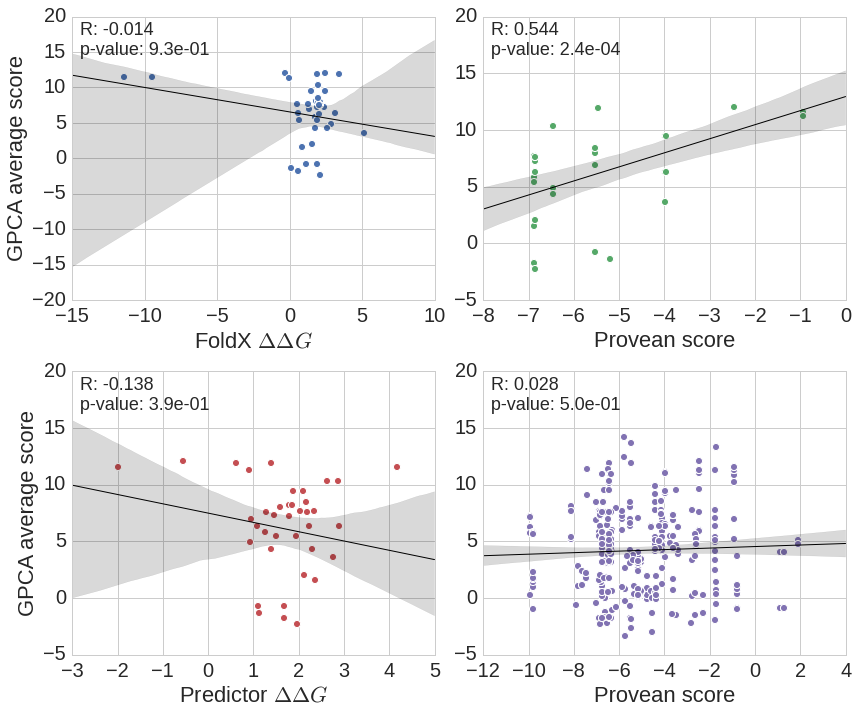 R: -0.014
p-value: 9.3e-01
20
15
10
5
0
−5
−10
−15
−20
−15 −10 −5 0 5 10
GPCA average score
FoldX ΔΔG
R: 0.544
p-value: 2.4e-04
20
15
10
5
0
−5
−8 −7 −6 −5 −4 −3 −2 −1 0
Provean score
R: -0.138
p-value: 3.9e-01
20
15
10
5
0
−5
−3 −2 −1 0 1 2 3 4 5
GPCA average score
Predictor ΔΔG
R: 0.028
p-value: 5.0e-01
20
15
10
5
0
−5
−12 −10 −8 −6 −4 −2 0 2 4
Provean score